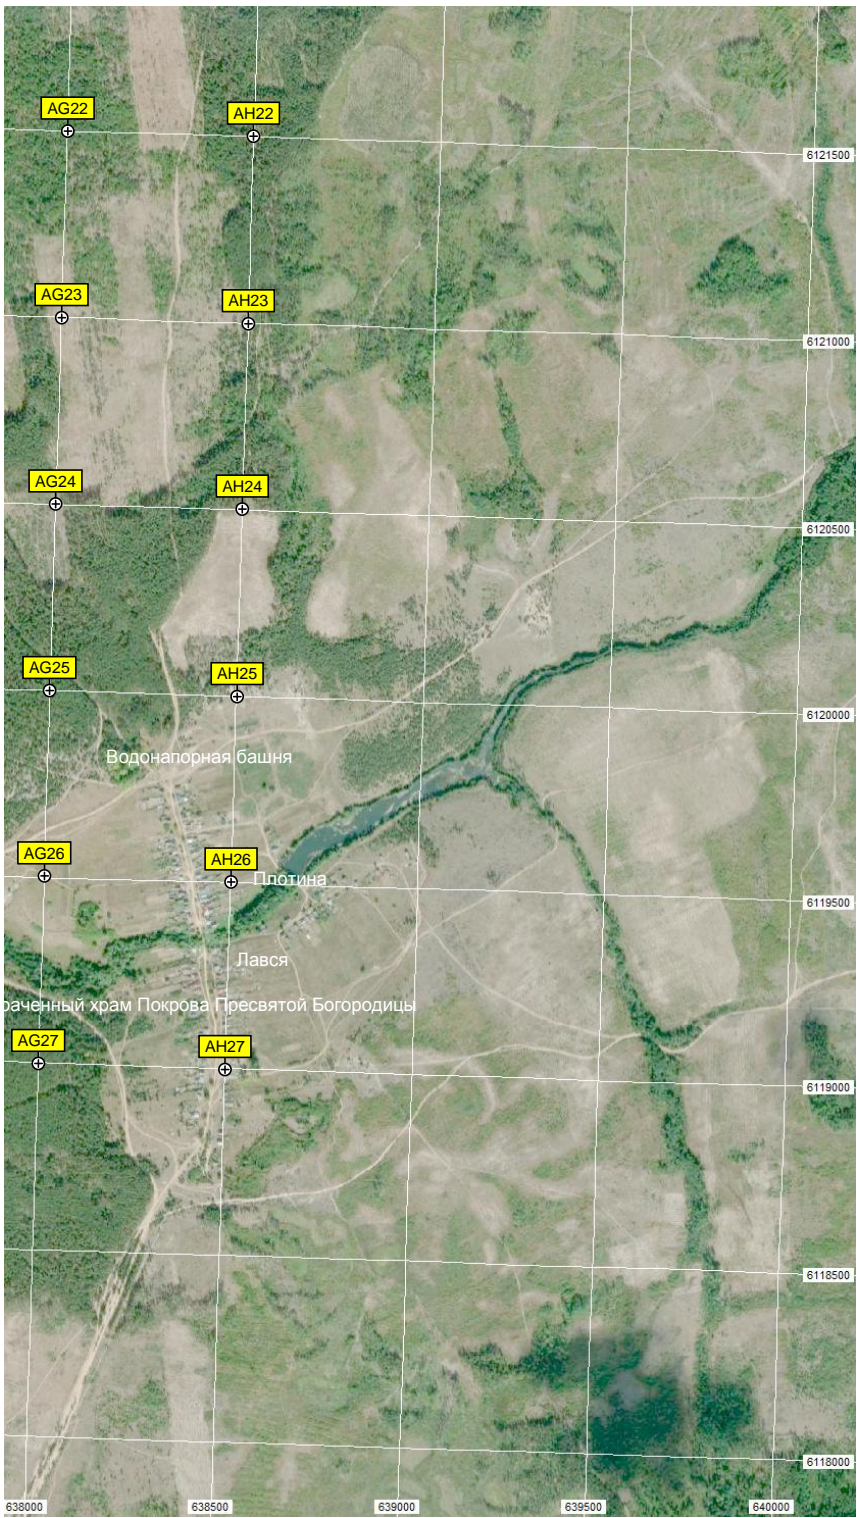 AG22
AH22
6121500
AG23
AH23
6121000
AG24
AH24
6120500
AG25
AH25
6120000
Водонапорная башня
AG26
AH26
Плотина
6119500
Лався
раченный храм Покрова Пресвятой Богородицы
AG27
AH27
6119000
6118500
6118000
638000
638500
639000
639500
640000